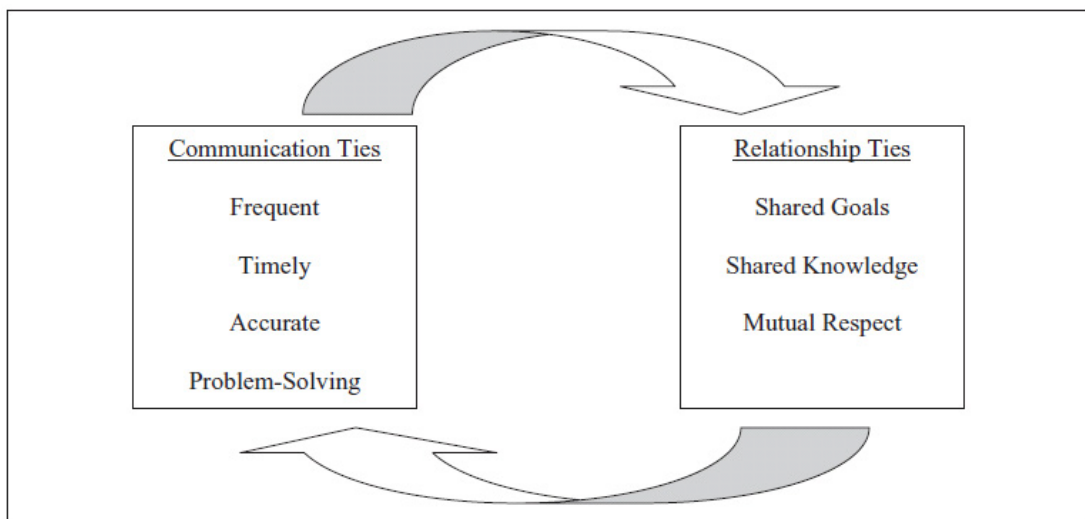 Communication Ties
Frequent
Timely
Accurate
Problem-Solving
Relationship Ties
Shared Goals
Shared Knowledge
Mutual Respect